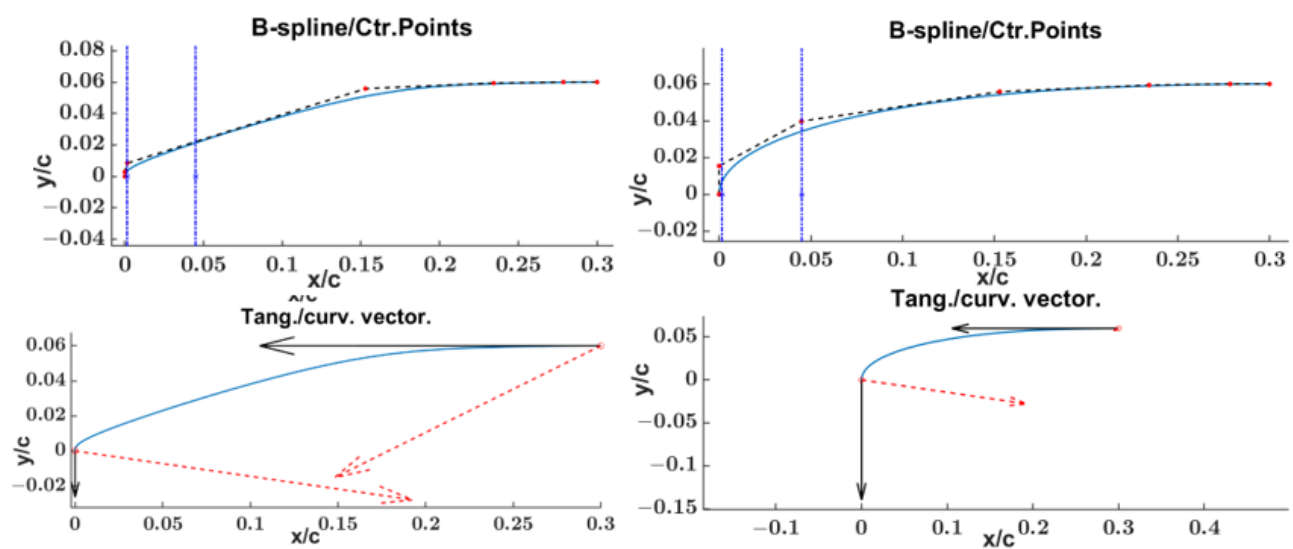 B-spline/Ctr.Points
0.08
0.06
0.04
0.02
0
−0.02
−0.04
y/c
0 0.05 0.1 0.15 0.2 0.25 0.3
x/c
B-spline/Ctr.Points
0.06
0.04
0.02
0
−0.02
y/c
0 0.05 0.1 0.15 0.2 0.25 0.3
x/c
x/c
Tang./curv. vector.
0.06
0.04
0.02
0
−0.02
y/c
0 0.05 0.1 0.15 0.2 0.25 0.3
x/c
Tang./curv. vector.
0.05
0
−0.05
−0.1
−0.15
y/c
−0.1 0 0.1 0.2 0.3 0.4
x/c